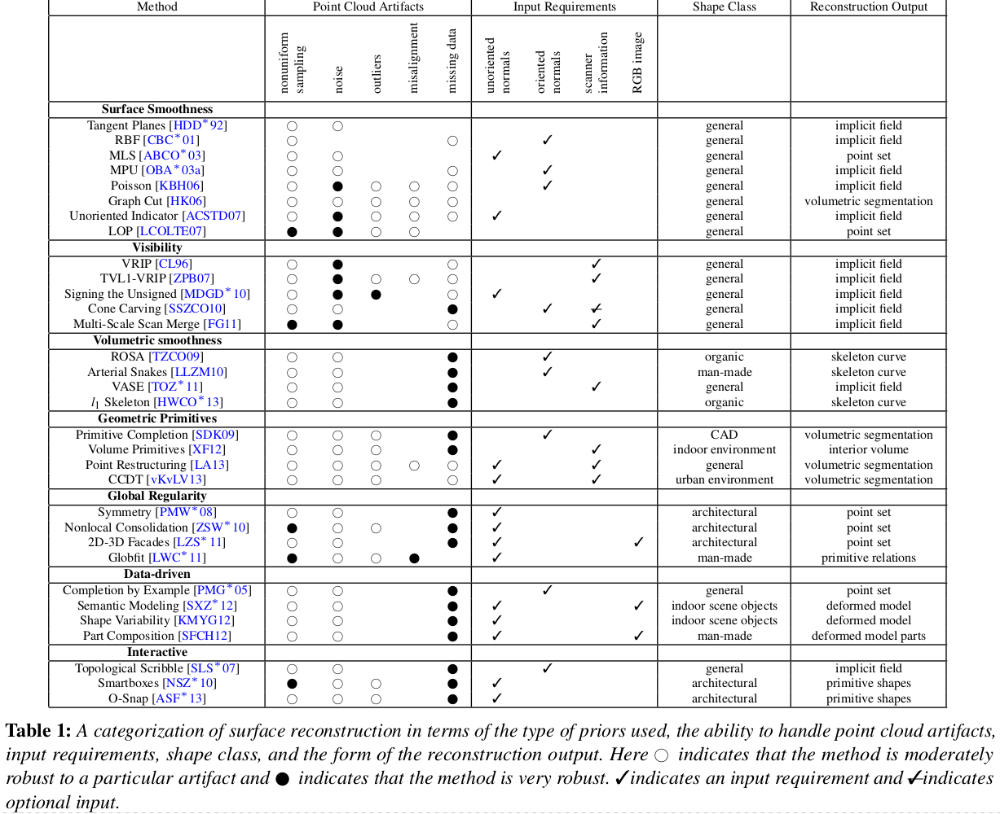 Method Point Cloud Artifacts Input Requirements Shape Class Reconstruction Output
nonuniform sampling noise outliers misalignment missing data unoriented normals oriented normals scanner information RGB image
Surface Smoothness
Tangent Planes [HDD*92] ○ ○ general implicit field
RBF [CBC*01] ○ ○ ✓ general implicit field
MLS [ABCO*03] ○ ○ ✓ general point set
MPU [OBA*03a] ○ ○ ○ ✓ general implicit field
Poisson [KBH06] ○ ● ○ ○ ○ ✓ general implicit field
Graph Cut [HK06] ○ ○ ○ ○ ○ general volumetric segmentation
Unoriented Indicator [ACSTD07] ○ ● ○ ○ ○ ✓ general implicit field
LOP [LCOLTE07] ● ● ○ ○ general point set
Visibility
VRIP [CL96] ○ ● ○ ✓ general implicit field
TVL1-VRIP [ZPB07] ○ ● ○ ○ ○ ✓ general implicit field
Signing the Unsigned [MDGD*10] ○ ● ● ○ ✓ general implicit field
Cone Carving [SSZCO10] ○ ○ ● ✓ ✓̶ general implicit field
Multi-Scale Scan Merge [FG11] ● ● ○ ✓ general implicit field
Volumetric smoothness
ROSA [TZCO09] ○ ○ ● ✓ organic skeleton curve
Arterial Snakes [LLZM10] ○ ○ ● ✓ man-made skeleton curve
VASE [TOZ*11] ○ ○ ● ✓ general implicit field
l1 Skeleton [HWCO*13] ○ ○ ● organic skeleton curve
Geometric Primitives
Primitive Completion [SDK09] ○ ○ ○ ● ✓ CAD volumetric segmentation
Volume Primitives [XF12] ○ ○ ○ ● ✓ indoor environment interior volume
Point Restructuring [LA13] ○ ○ ○ ○ ○ ✓ ✓ general volumetric segmentation
CCDT [vKvLV13] ○ ○ ○ ○ ✓ ✓ urban environment volumetric segmentation
Global Regularity
Symmetry [PMW*08] ○ ○ ● ✓ architectural point set
Nonlocal Consolidation [ZSW*10] ● ○ ○ ● ✓ architectural point set
2D-3D Facades [LZS*11] ○ ○ ● ✓ ✓ architectural point set
Globfit [LWC*11] ● ○ ○ ● ✓ man-made primitive relations
Data-driven
Completion by Example [PMG*05] ○ ○ ● ✓ general point set
Semantic Modeling [SXZ*12] ○ ○ ● ✓ ✓ indoor scene objects deformed model
Shape Variability [KMYG12] ○ ○ ● ✓ indoor scene objects deformed model
Part Composition [SFCH12] ○ ○ ● ✓ ✓ man-made deformed model parts
Interactive
Topological Scribble [SLS*07] ○ ○ ● ✓ general implicit field
Smartboxes [NSZ*10] ● ○ ○ ● ✓ architectural primitive shapes
O-Snap [ASF*13] ○ ○ ○ ● ✓ architectural primitive shapes
Table 1: A categorization of surface reconstruction in terms of the type of priors used, the ability to handle point cloud artifacts,
input requirements, shape class, and the form of the reconstruction output. Here ○ indicates that the method is moderately
robust to a particular artifact and ● indicates that the method is very robust. ✓indicates an input requirement and ✓̶indicates
optional input.